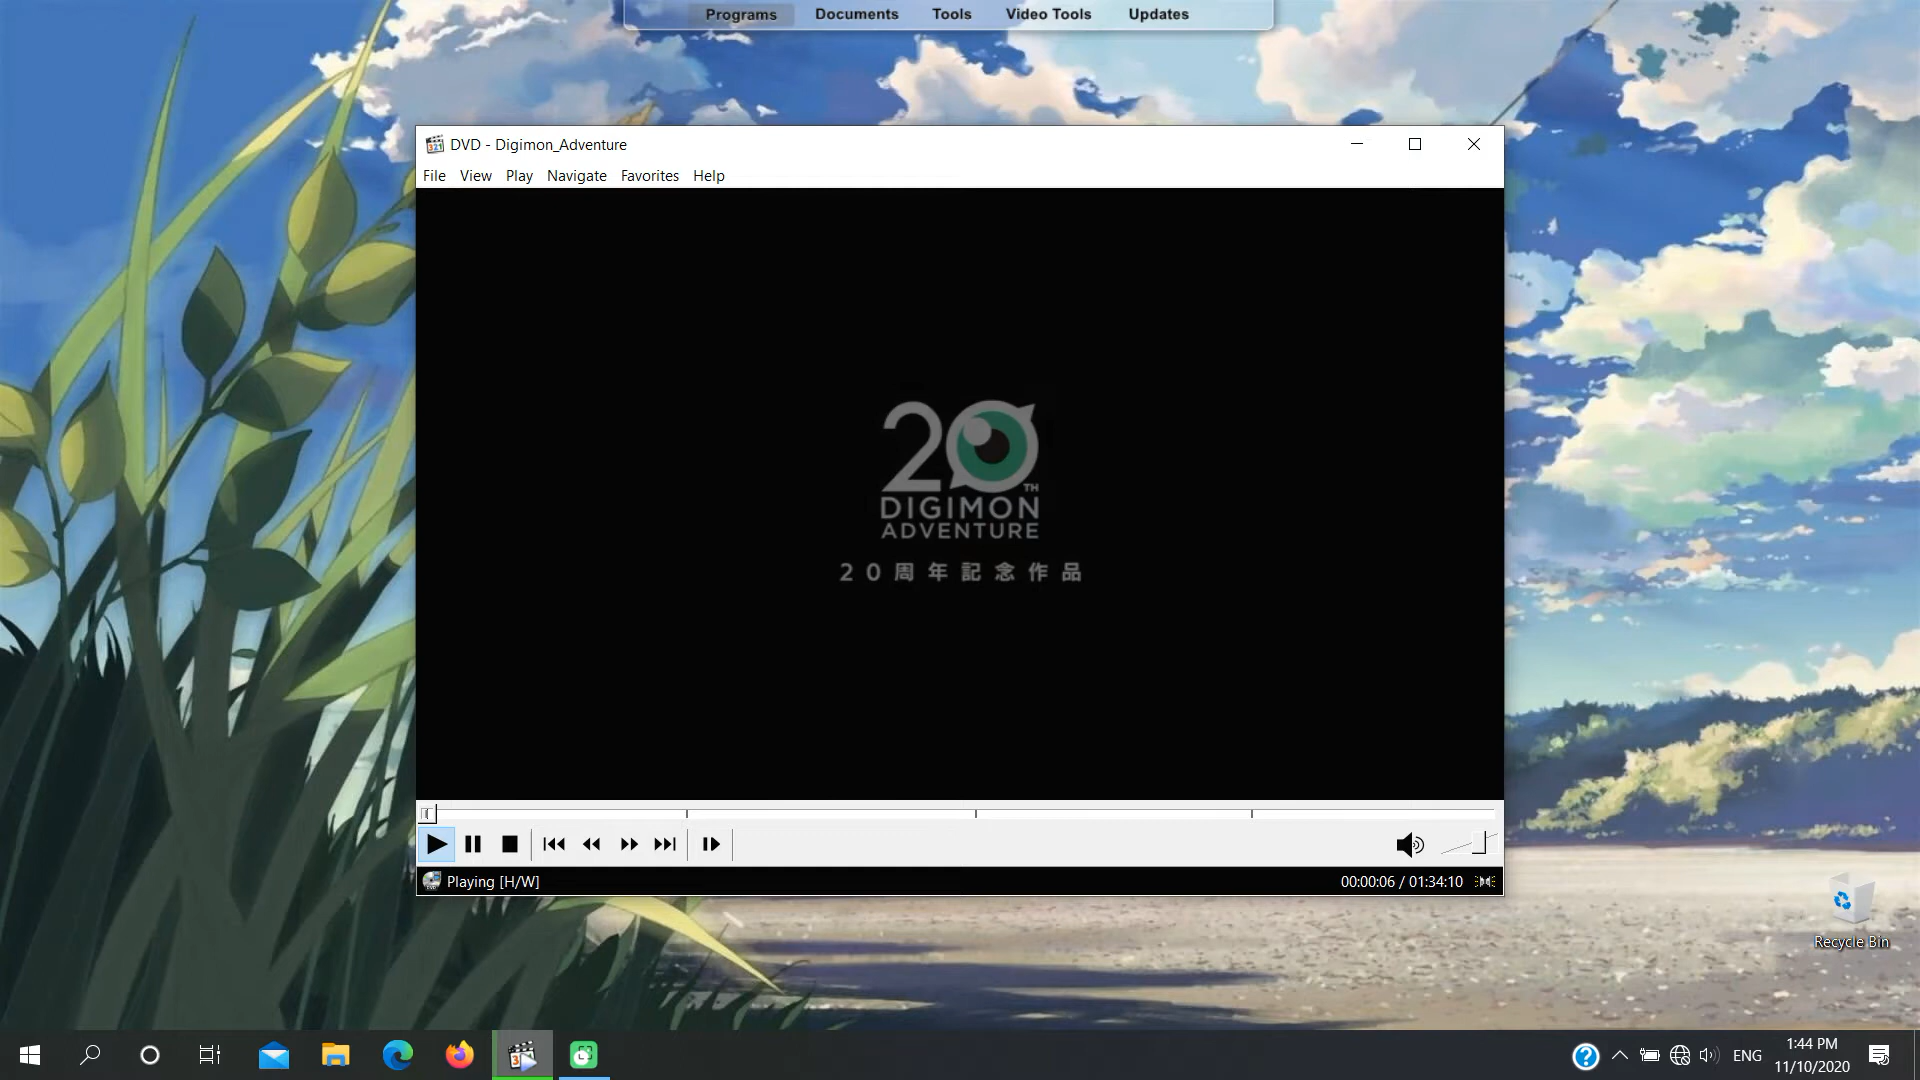 Programs Documents Tools Video Tools Updates
DVD - Digimon_Adventure
File View Play Navigate Favorites Help
20TH
DIGIMON
ADVENTURE
20周年記念作品
Playing [H/W]
00:00:06 / 01:34:10
Recycle Bin
ENG
1:44 PM
11/10/2020